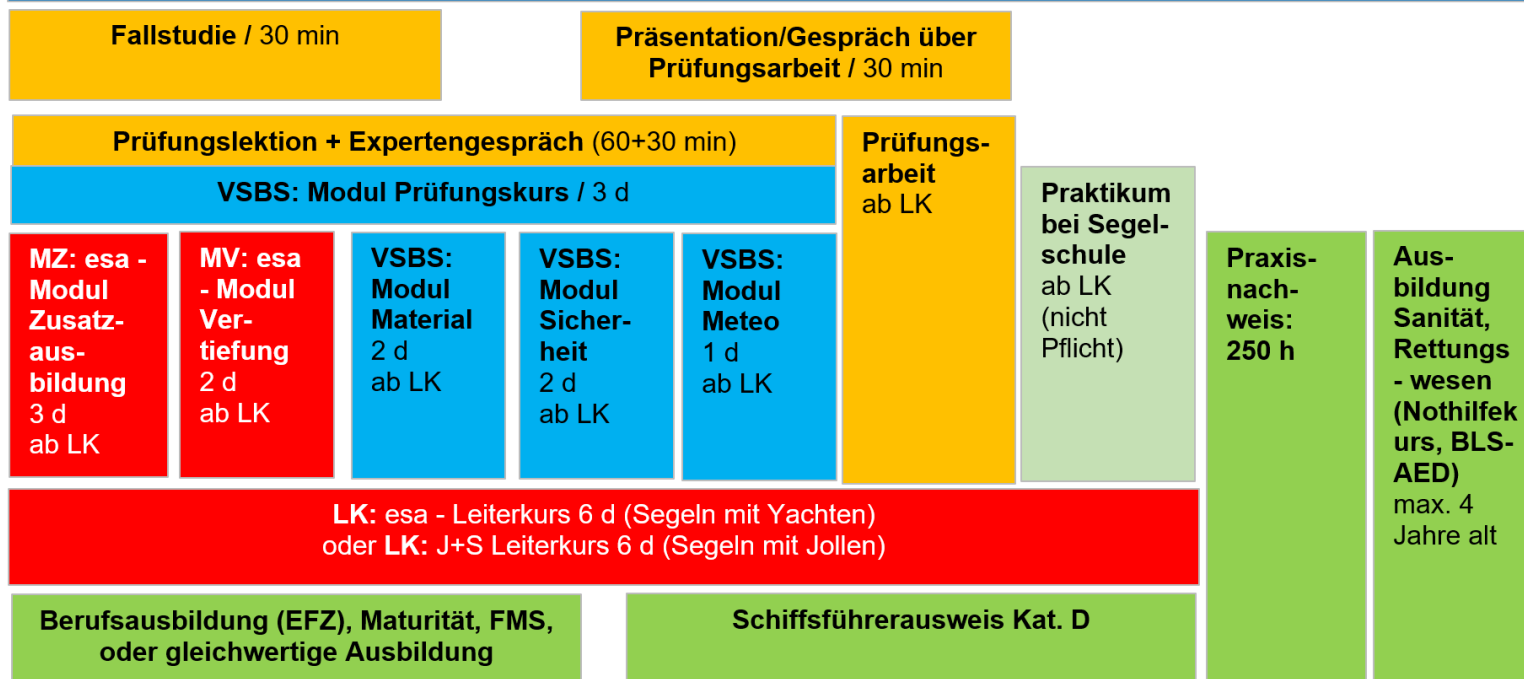 Fallstudie / 30 min
Präsentation/Gespräch über
Prüfungsarbeit / 30 min
Prüfungslektion + Expertengespräch (60+30 min)
VSBS: Modul Prüfungskurs / 3 d
Prüfungs-
arbeit
ab LK
Praktikum
bei Segel-
schule
ab LK
(nicht
Pflicht)
MZ: esa -
Modul
Zusatz-
aus-
bildung
3 d
ab LK
MV: esa
- Modul
Ver-
tiefung
2 d
ab LK
VSBS:
Modul
Material
2 d
ab LK
VSBS:
Modul
Sicher-
heit
2 d
ab LK
VSBS:
Modul
Meteo
1 d
ab LK
Praxis-
nach-
weis:
250 h
Aus-
bildung
Sanität,
Rettungs
- wesen
(Nothilfek
urs, BLS-
AED)
max. 4
Jahre alt
LK: esa - Leiterkurs 6 d (Segeln mit Yachten)
oder LK: J+S Leiterkurs 6 d (Segeln mit Jollen)
Berufsausbildung (EFZ), Maturität, FMS,
oder gleichwertige Ausbildung
Schiffsführerausweis Kat. D